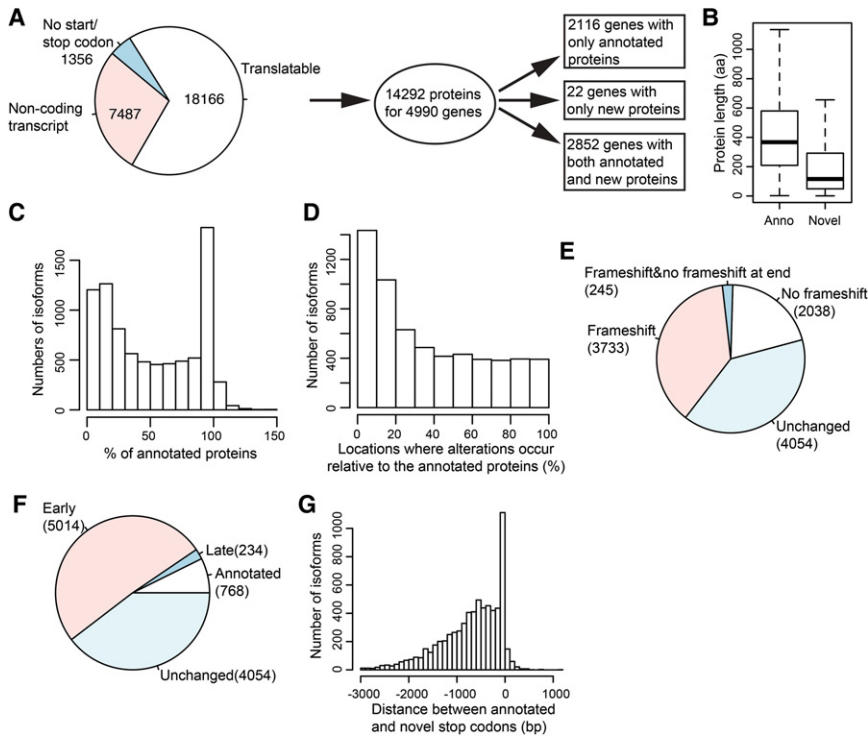 A
No start/
stop codon
1356
Translatable
18166
7487
Non-coding
transcript
14292 proteins
for 4990 genes
2116 genes with
only annotated
proteins
22 genes with
only new proteins
2852 genes with
both annotated
and new proteins
B
Protein length (aa)
0 200 400 600 800 1000
Anno Novel
C
Numbers of isoforms
0 500 1000 1500
0 50 100 150
% of annotated proteins
D
Number of isoforms
0 400 800 1200
0 20 40 60 80 100
Locations where alterations occur
relative to the annotated proteins (%)
E
Frameshift&no frameshift at end
(245)
No frameshift
(2038)
Frameshift
(3733)
Unchanged
(4054)
F
Early
(5014)
Late(234)
Annotated
(768)
Unchanged(4054)
G
Number of isoforms
0 200 400 600 800 1000
-3000 -2000 -1000 0 1000
Distance between annotated
and novel stop codons (bp)